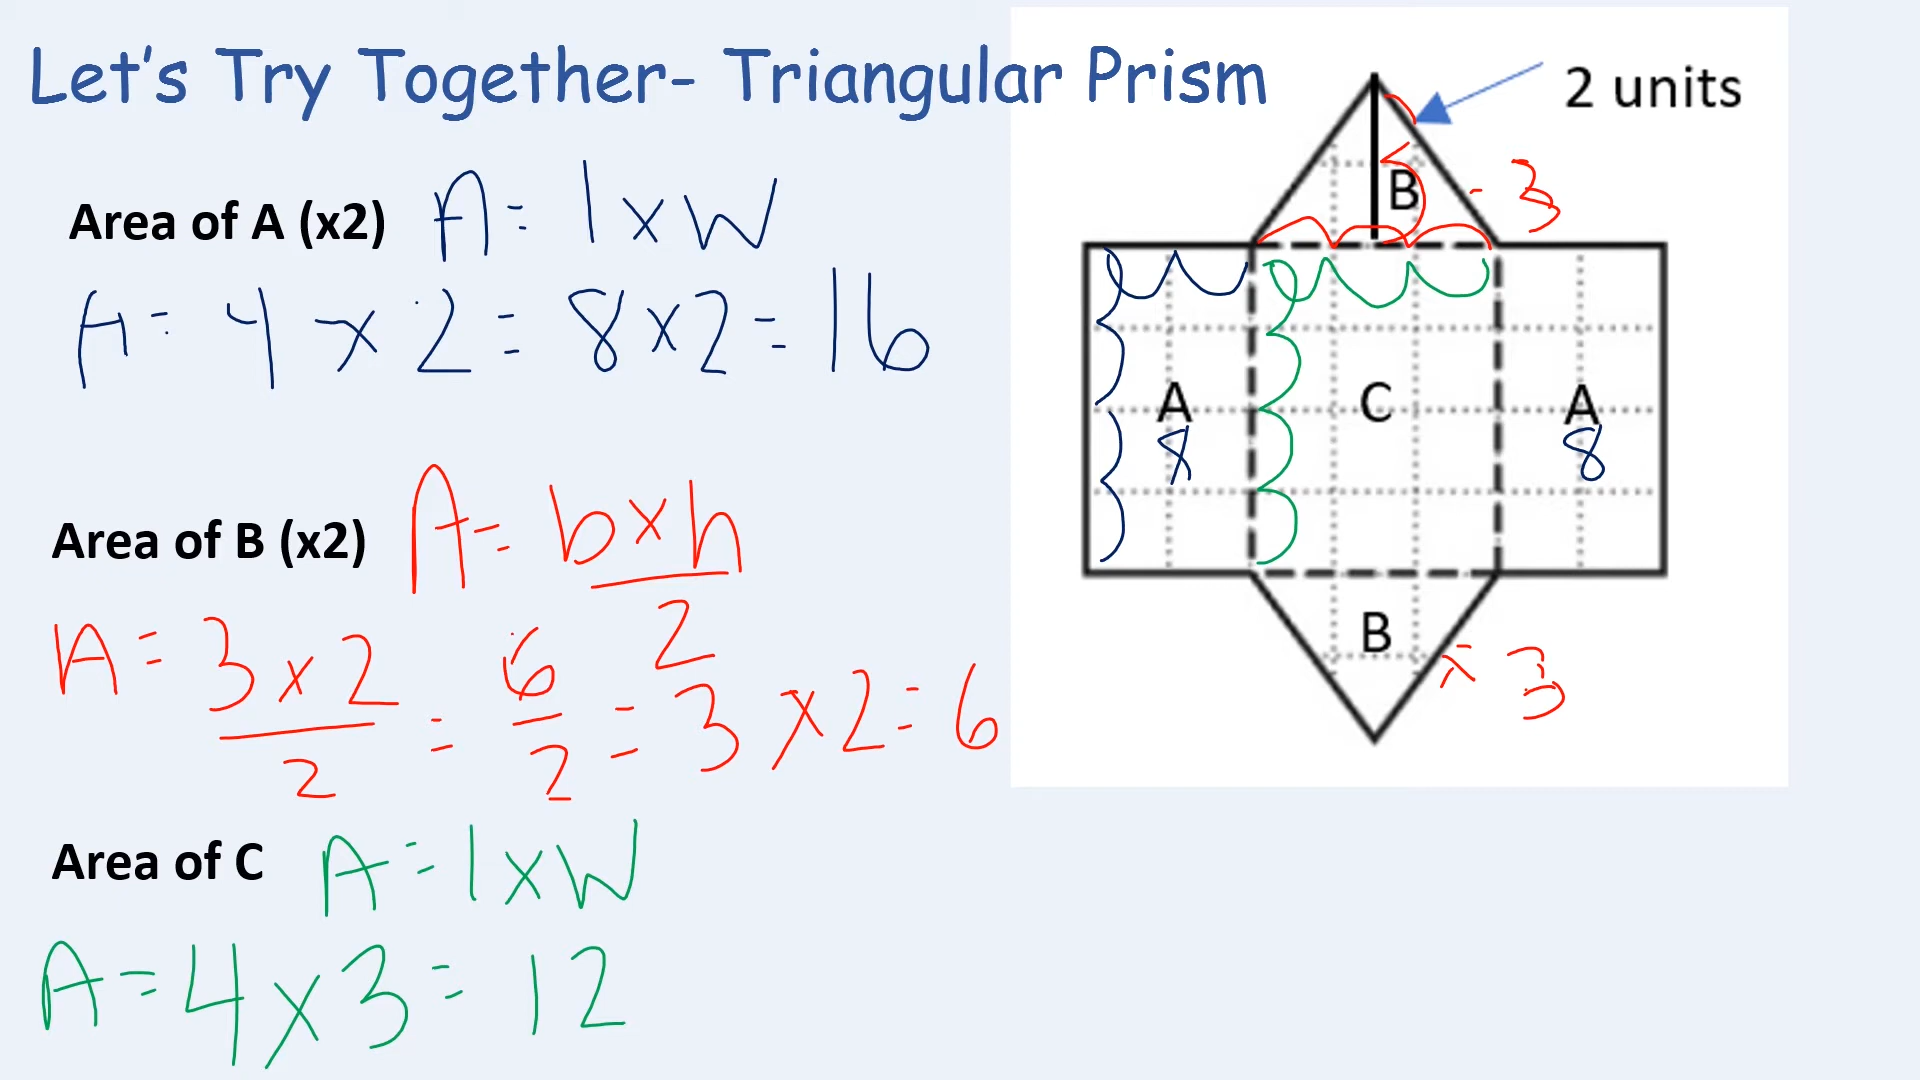 Let's Try Together- Triangular Prism
2 units
Area of A (x2) A = l x w
A = 4 x 2 = 8 x 2 = 16
B = 3
A C A
8 8
Area of B (x2) A = b x h
2
A = 3 x 2 = 6 = 3 x 2 = 6
2 2
B = 3
Area of C A = l x w
A = 4 x 3 = 12